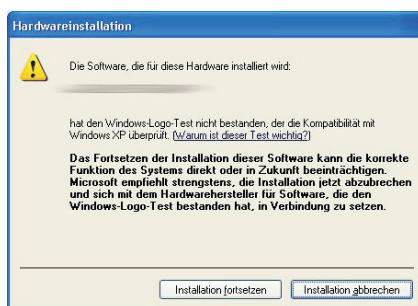 Hardwareinstallation
Die Software, die für diese Hardware installiert wird:
hat den Windows-Logo-Test nicht bestanden, der die Kompatibilität mit
Windows XP überprüft. (Warum ist dieser Test wichtig?)
Das Fortsetzen der Installation dieser Software kann die korrekte
Funktion des Systems direkt oder in Zukunft beeinträchtigen.
Microsoft empfiehlt strengstens, die Installation jetzt abzubrechen
und sich mit dem Hardwarehersteller für Software, die den
Windows-Logo-Test bestanden hat, in Verbindung zu setzen.
Installation fortsetzen
Installation abbrechen